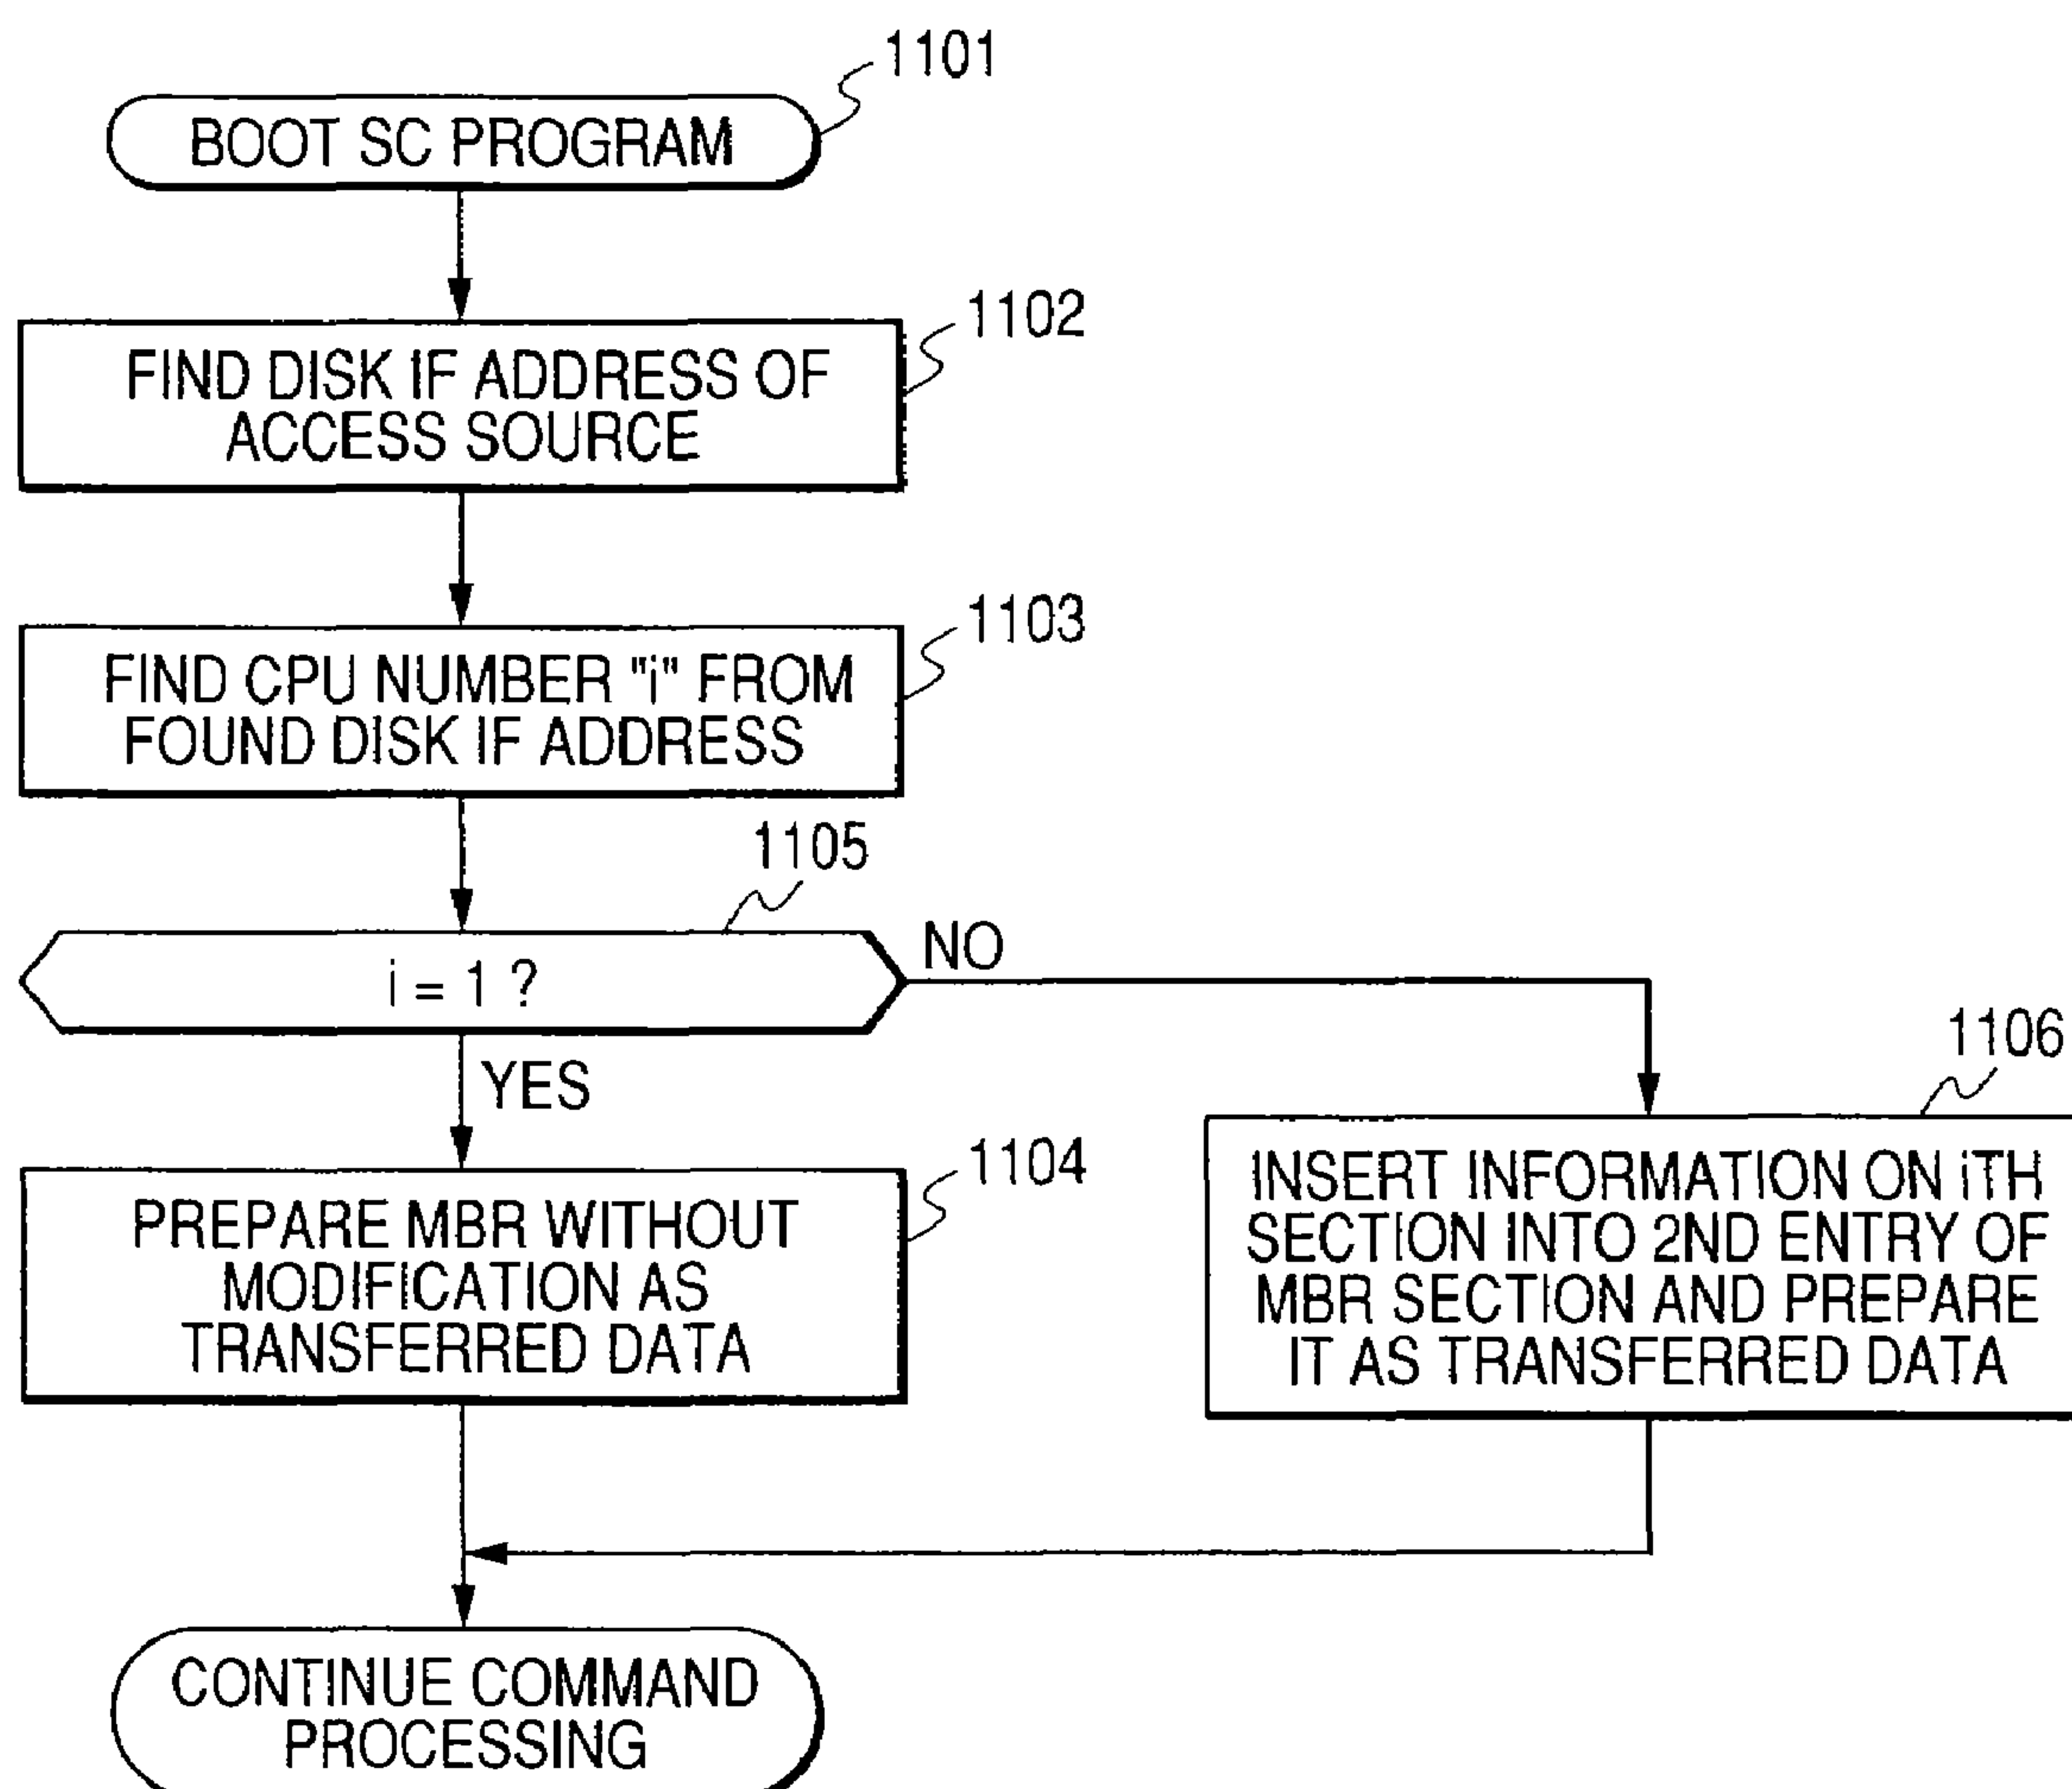 1101
BOOT SC PROGRAM
1102
FIND DISK IF ADDRESS OF
ACCESS SOURCE
1103
FIND CPU NUMBER "i" FROM
FOUND DISK IF ADDRESS
1105
i = 1 ?
NO
YES
1104
PREPARE MBR WITHOUT
MODIFICATION AS
TRANSFERRED DATA
1106
INSERT INFORMATION ON iTH
SECTION INTO 2ND ENTRY OF
MBR SECTION AND PREPARE
IT AS TRANSFERRED DATA
CONTINUE COMMAND
PROCESSING